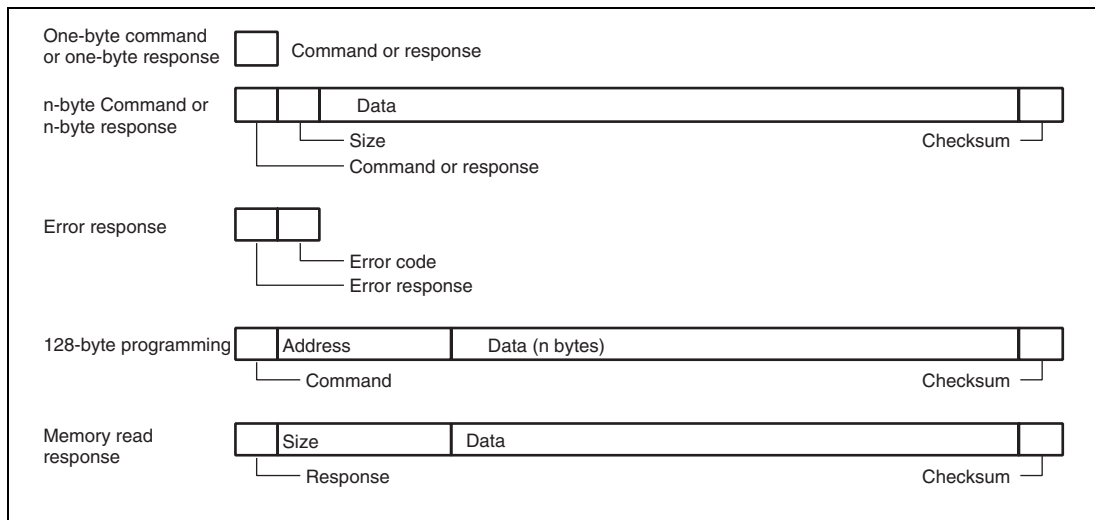 One-byte command
or one-byte response
Command or response
n-byte Command or
n-byte response
Data
Size
Checksum
Command or response
Error response
Error code
Error response
128-byte programming
Address
Data (n bytes)
Command
Checksum
Memory read
response
Size
Data
Response
Checksum